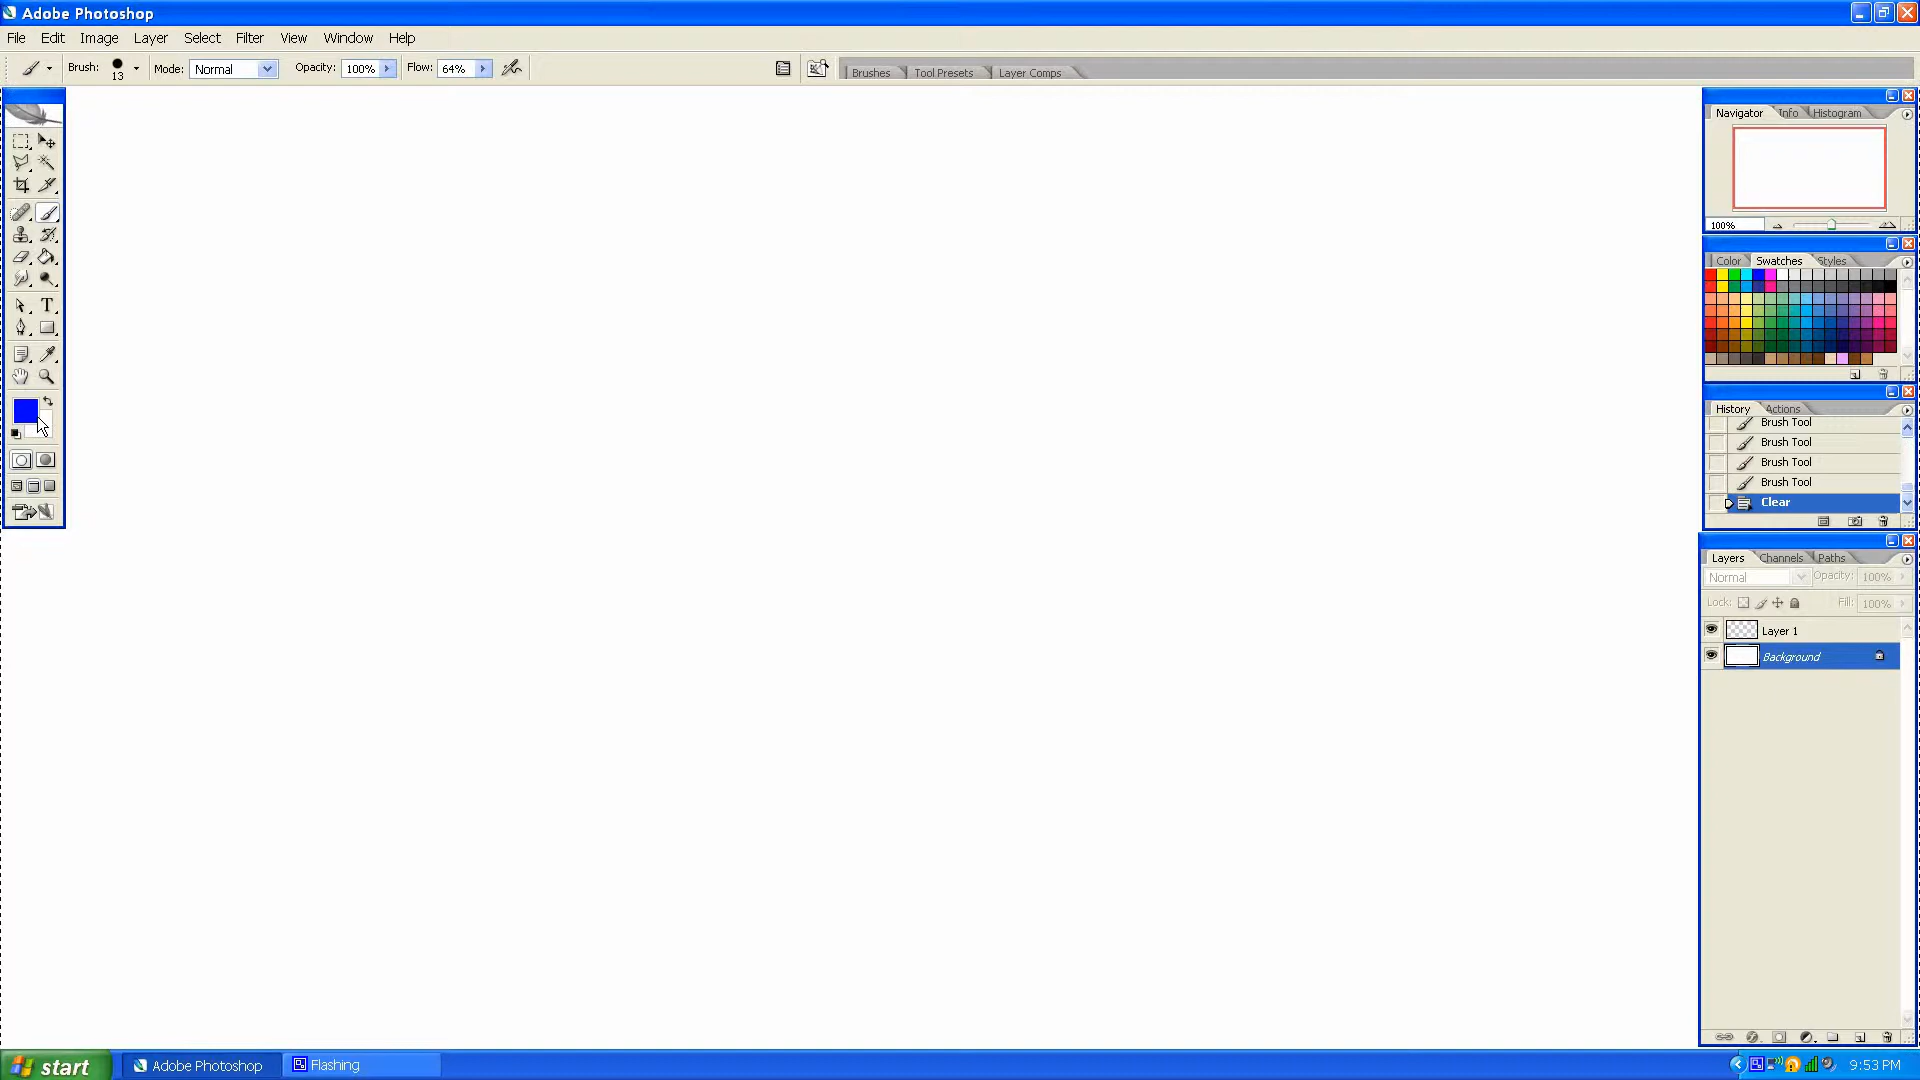 Adobe Photoshop
File Edit Image Layer Select Filter View Window Help
Brush: 13 Mode: Normal Opacity: 100% Flow: 64% Brushes Tool Presets Layer Comps
Navigator Info Histogram
100%
Color Swatches Styles
T
History Actions
Brush Tool
Brush Tool
Brush Tool
Brush Tool
Clear
Layers Channels Paths
Normal Opacity: 100%
Lock: Fill: 100%
Layer 1
Background
start Adobe Photoshop Flashing 9:53 PM